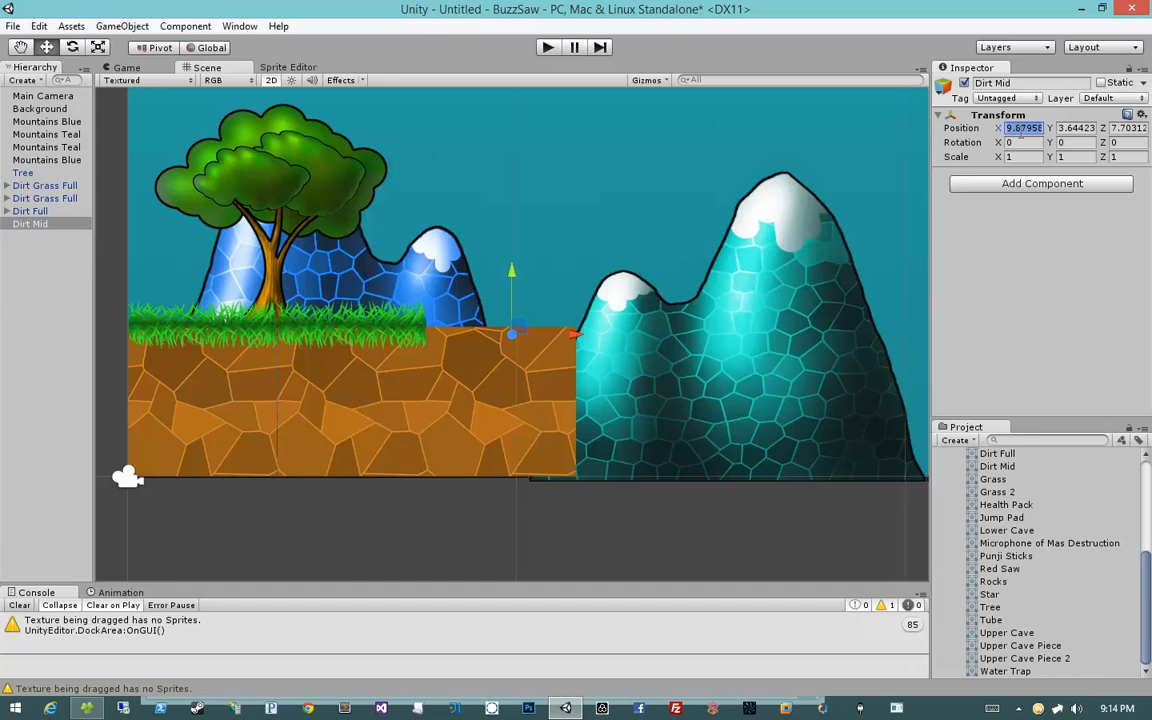 Unity - Untitled - BuzzSaw - PC, Mac & Linux Standalone* <DX11>
File Edit Assets GameObject Component Window Help
Pivot Global Layers Layout
Hierarchy Game Scene Sprite Editor Inspector
Create A Textured RGB 2D Effects Gizmos All Dirt Mid Static
Main Camera Tag Untagged Layer Default
Background Transform
Mountains Blue Position X 9.87958 Y 3.64423 Z 7.70312
Mountains Teal Rotation X 0 Y 0 Z 0
Mountains Teal Scale X 1 Y 1 Z 1
Mountains Blue
Tree
Dirt Grass Full Add Component
Dirt Grass Full
Dirt Full
Dirt Mid
Project
Create
Dirt Full
Dirt Mid
Grass
Grass 2
Health Pack
Jump Pad
Lower Cave
Microphone of Mas Destruction
Punji Sticks
Red Saw
Rocks
Star
Tree
Tube
Upper Cave
Upper Cave Piece
Upper Cave Piece 2
Water Trap
Console Animation
Clear Collapse Clear on Play Error Pause 0 1 0
Texture being dragged has no Sprites.
UnityEditor.DockArea:OnGUI() 85
Texture being dragged has no Sprites.
9:14 PM